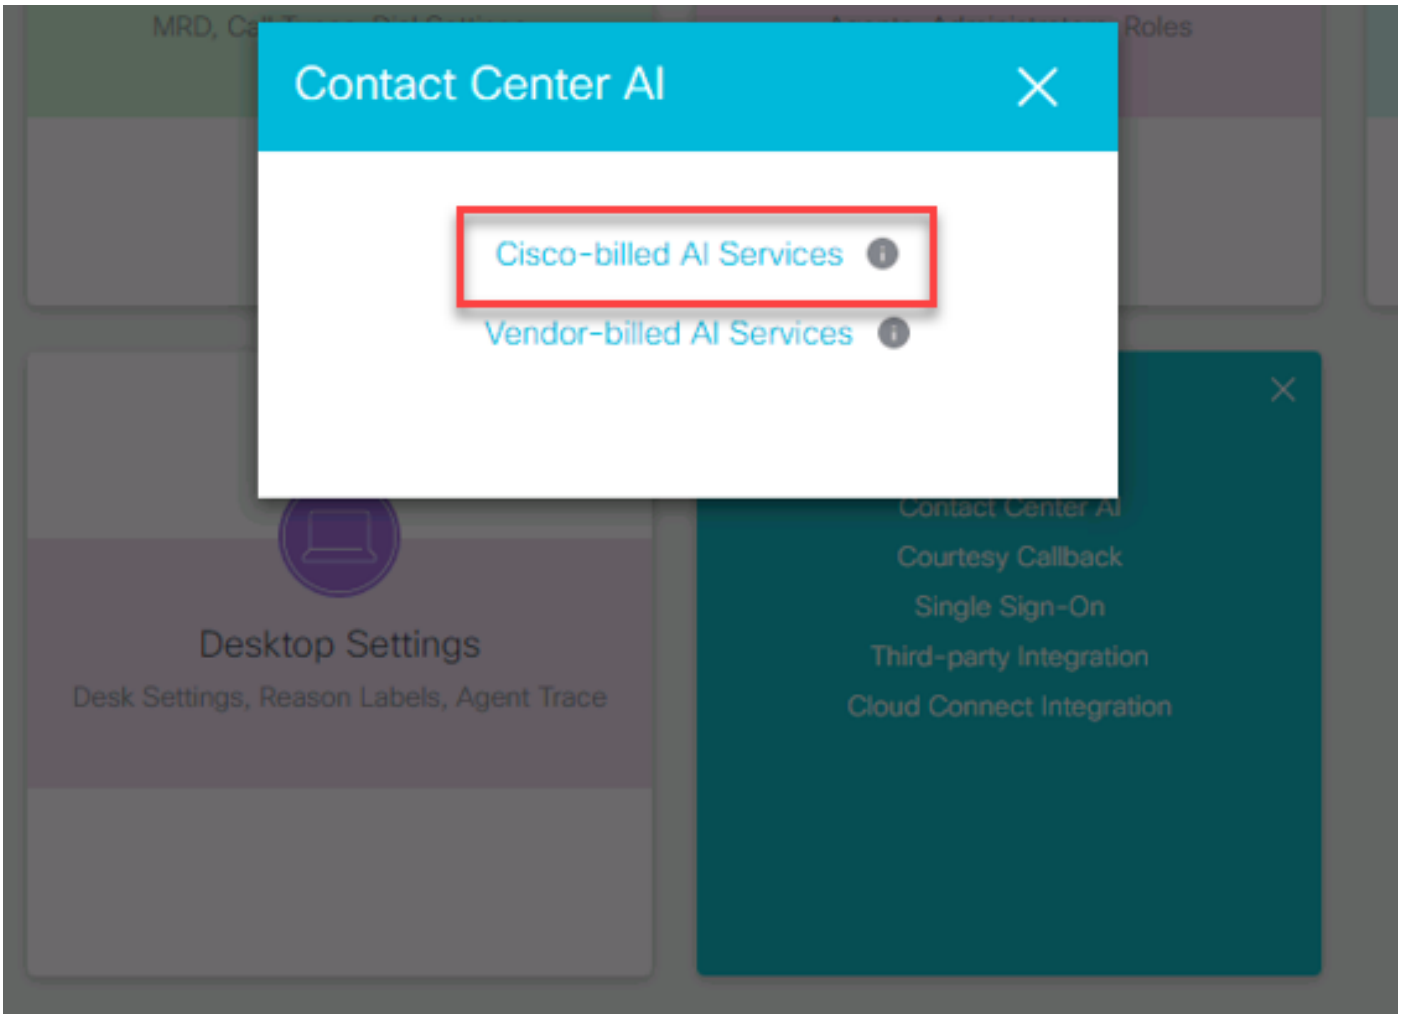 MRD, Roles
Contact Center AI
Cisco-billed AI Services
Vendor-billed AI Services
Contact Center AI
Courtesy Callback
Single Sign-On
Third-party Integration
Cloud Connect Integration
Desktop Settings
Desk Settings, Reason Labels, Agent Trace